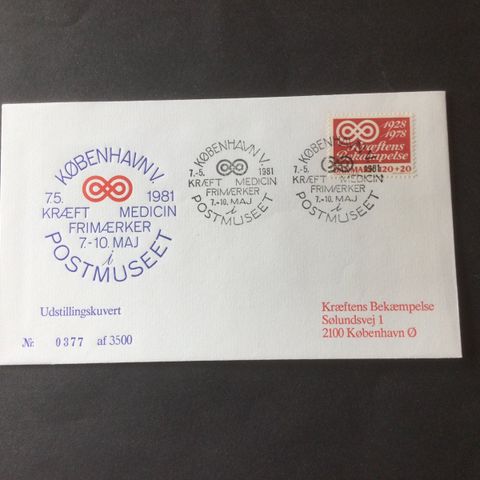 KØBENHAVN V.
7.5. 1981
KRÆFT MEDICIN
FRIMÆRKER
7.-10. MAJ
i
POSTMUSEET
KØBENHAVN V.
7.-5. 1981
KRÆFT MEDICIN
FRIMÆRKER
7.-10. MAJ
i
POSTMUSEET
KØBENHAVN V.
7.-5. 1981
KRÆFT MEDICIN
FRIMÆRKER
7.-10. MAJ
i
POSTMUSEET
1928
1978
Kræftens
Bekæmpelse
120+20
Udstillingskuvert
Nr. 0377 af 3500
Kræftens Bekæmpelse
Sølundsvej 1
2100 København Ø